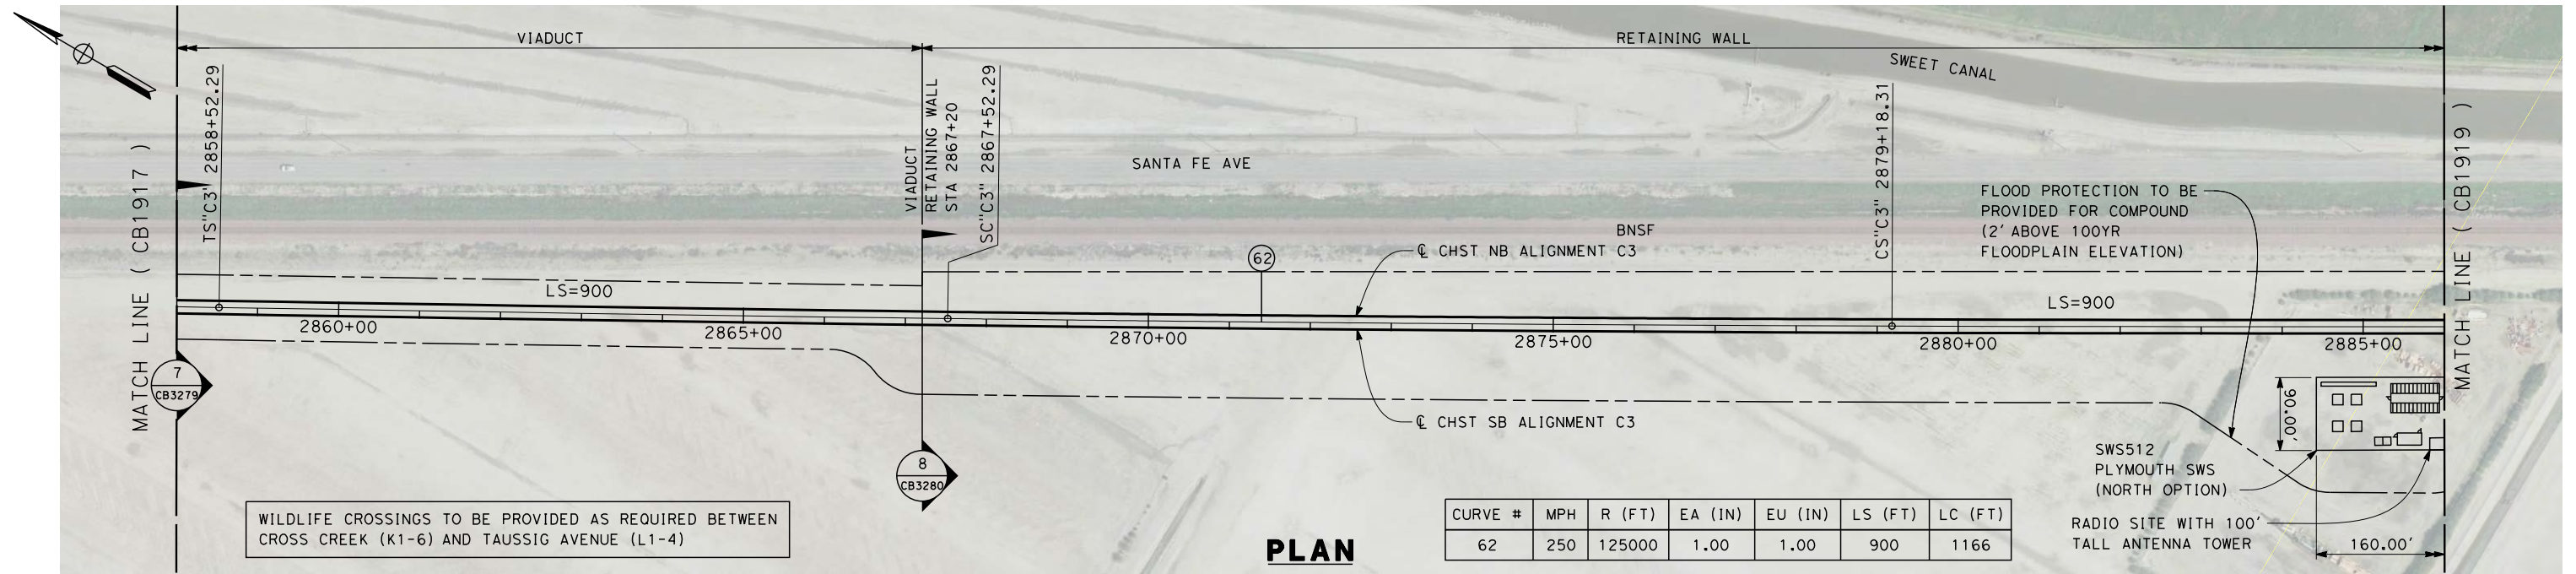 VIADUCT
RETAINING WALL
SWEET CANAL
MATCH LINE ( CB1917 )
TS"C3" 2858+52.29
VIADUCT
RETAINING WALL
STA 2867+20
SC"C3" 2867+52.29
SANTA FE AVE
BNSF
CS"C3" 2879+18.31
FLOOD PROTECTION TO BE
PROVIDED FOR COMPOUND
(2' ABOVE 100YR
FLOODPLAIN ELEVATION)
MATCH LINE ( CB1919 )
62
℄ CHST NB ALIGNMENT C3
LS=900
LS=900
2860+00
2865+00
2870+00
2875+00
2880+00
2885+00
7
CB3279
℄ CHST SB ALIGNMENT C3
90.00'
8
CB3280
SWS512
PLYMOUTH SWS
(NORTH OPTION)
RADIO SITE WITH 100'
TALL ANTENNA TOWER
160.00'
WILDLIFE CROSSINGS TO BE PROVIDED AS REQUIRED BETWEEN
CROSS CREEK (K1-6) AND TAUSSIG AVENUE (L1-4)
PLAN
CURVE # MPH R (FT) EA (IN) EU (IN) LS (FT) LC (FT)
62 250 125000 1.00 1.00 900 1166